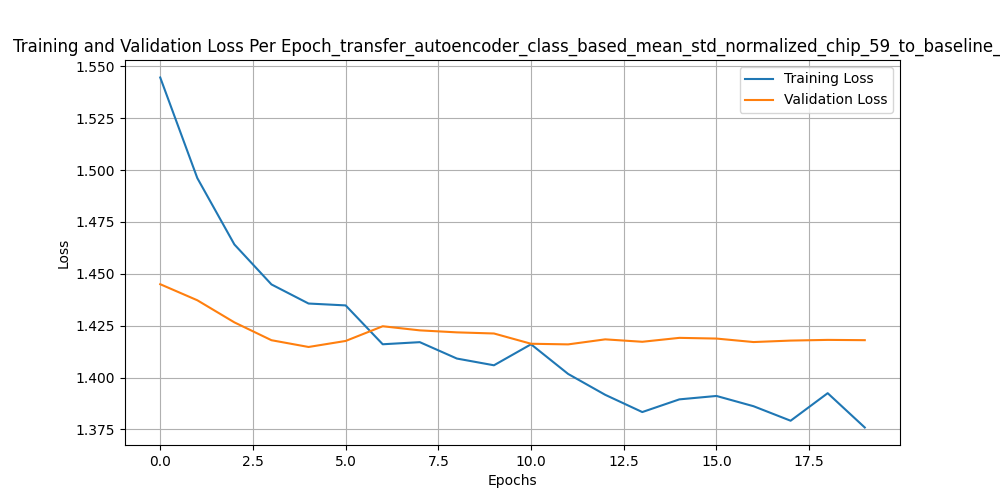 Training and Validation Loss Per Epoch_transfer_autoencoder_class_based_mean_std_normalized_chip_59_to_baseline_
Training Loss
Validation Loss
1.550
1.525
1.500
1.475
1.450
1.425
1.400
1.375
Loss
0.0 2.5 5.0 7.5 10.0 12.5 15.0 17.5
Epochs